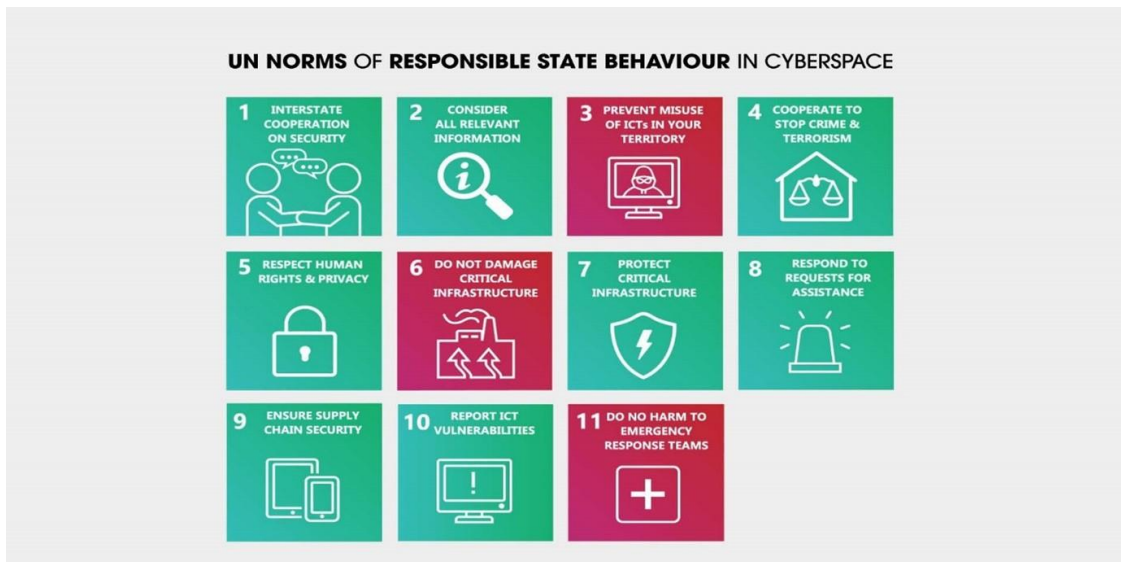 UN NORMS OF RESPONSIBLE STATE BEHAVIOUR IN CYBERSPACE
1 INTERSTATE
COOPERATION
ON SECURITY
2 CONSIDER
ALL RELEVANT
INFORMATION
i
3 PREVENT MISUSE
OF ICTs IN YOUR
TERRITORY
4 COOPERATE TO
STOP CRIME &
TERRORISM
5 RESPECT HUMAN
RIGHTS & PRIVACY
6 DO NOT DAMAGE
CRITICAL
INFRASTRUCTURE
7 PROTECT
CRITICAL
INFRASTRUCTURE
8 RESPOND TO
REQUESTS FOR
ASSISTANCE
9 ENSURE SUPPLY
CHAIN SECURITY
10 REPORT ICT
VULNERABILITIES
!
11 DO NO HARM TO
EMERGENCY
RESPONSE TEAMS